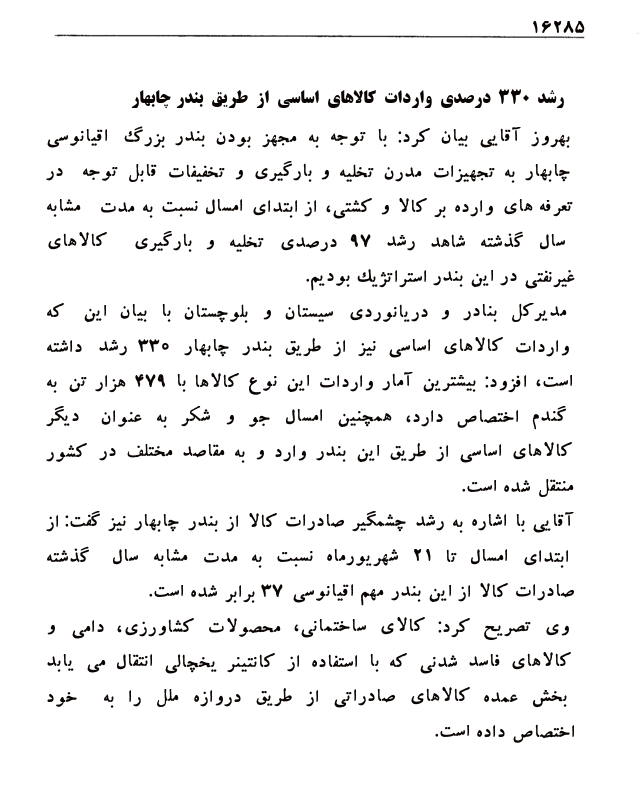 ۱۶۲۸۵
رشد ۳۳۰ درصدی واردات کالاهای اساسی از طریق بندر چابهار
بهروز آقایی بیان کرد: با توجه به مجهز بودن بندر بزرگ اقیانوسی
چابهار به تجهیزات مدرن تخلیه و بارگیری و تخفیفات قابل توجه در
تعرفه های وارده بر کالا و کشتی، از ابتدای امسال نسبت به مدت مشابه
سال گذشته شاهد رشد ۹۷ درصدی تخلیه و بارگیری کالاهای
غیرنفتی در این بندر استراتژیك بودیم.
مدیرکل بنادر و دریانوردی سیستان و بلوچستان با بیان این که
واردات کالاهای اساسی نیز از طریق بندر چابهار ۳۳۰ رشد داشته
است، افزود: بیشترین آمار واردات این نوع کالاها با ۴۷۹ هزار تن به
گندم اختصاص دارد، همچنین امسال جو و شکر به عنوان دیگر
کالاهای اساسی از طریق این بندر وارد و به مقاصد مختلف در کشور
منتقل شده است.
آقایی با اشاره به رشد چشمگیر صادرات کالا از بندر چابهار نیز گفت: از
ابتدای امسال تا ۲۱ شهریورماه نسبت به مدت مشابه سال گذشته
صادرات کالا از این بندر مهم اقیانوسی ۳۷ برابر شده است.
وی تصریح کرد: کالای ساختمانی، محصولات کشاورزی، دامی و
کالاهای فاسد شدنی که با استفاده از کانتینر یخچالی انتقال می یابد
بخش عمده کالاهای صادراتی از طریق دروازه ملل را به خود
اختصاص داده است.